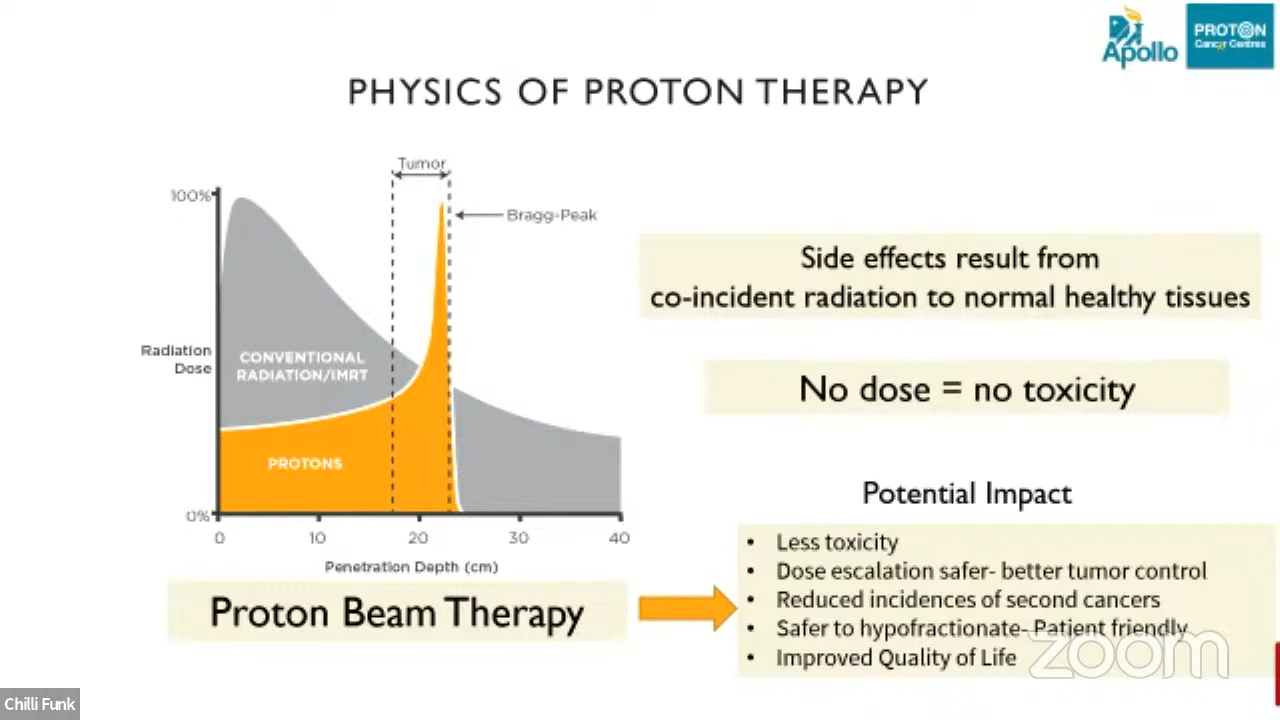 Apollo
PROTON
Cancer Centres
PHYSICS OF PROTON THERAPY
Tumor
100%
Bragg-Peak
Radiation
Dose
CONVENTIONAL
RADIATION/IMRT
PROTONS
0%
0 10 20 30 40
Penetration Depth (cm)
Proton Beam Therapy
Side effects result from
co-incident radiation to normal healthy tissues
No dose = no toxicity
Potential Impact
• Less toxicity
• Dose escalation safer- better tumor control
• Reduced incidences of second cancers
• Safer to hypofractionate- Patient friendly
• Improved Quality of Life
zoom
Chilli Funk